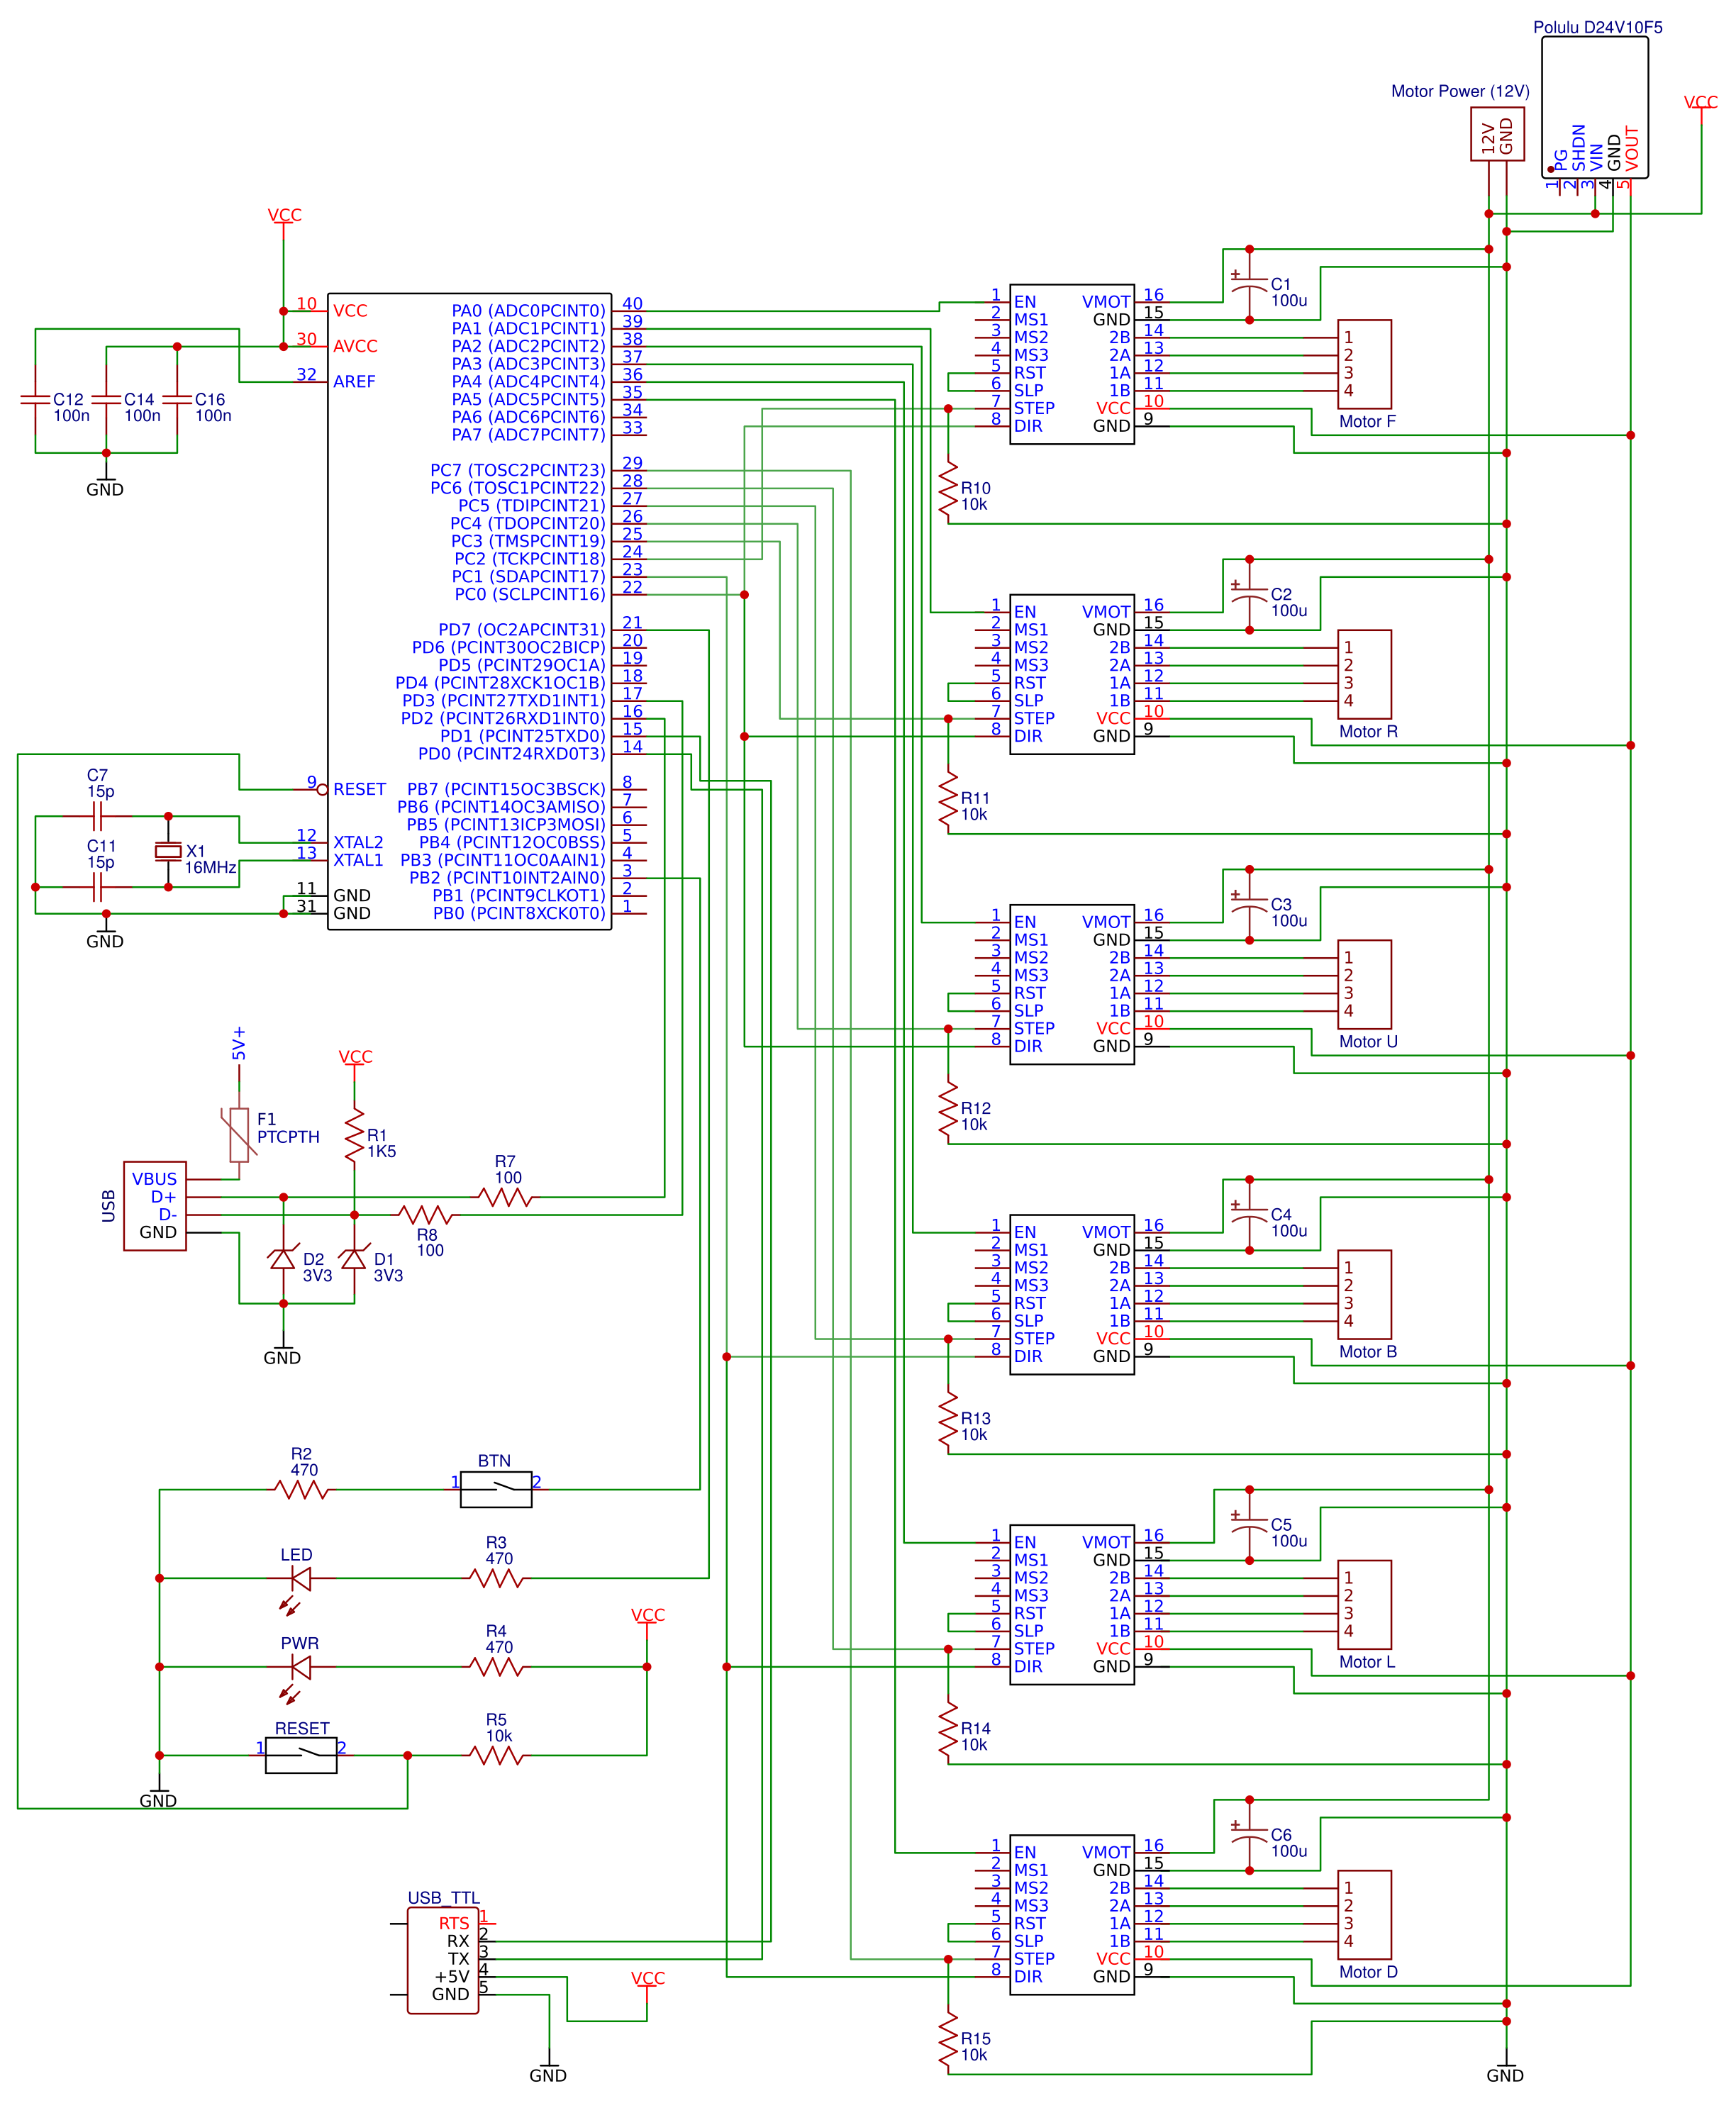 Polulu D24V10F5
PG
SHDN
VIN
GND
VOUT
1
2
3
4
5
Motor Power (12V)
12V
GND
VCC
VCC
10 VCC
30 AVCC
32 AREF
C12
100n
C14
100n
C16
100n
GND
PA0 (ADC0PCINT0) 40
PA1 (ADC1PCINT1) 39
PA2 (ADC2PCINT2) 38
PA3 (ADC3PCINT3) 37
PA4 (ADC4PCINT4) 36
PA5 (ADC5PCINT5) 35
PA6 (ADC6PCINT6) 34
PA7 (ADC7PCINT7) 33
PC7 (TOSC2PCINT23) 29
PC6 (TOSC1PCINT22) 28
PC5 (TDIPCINT21) 27
PC4 (TDOPCINT20) 26
PC3 (TMSPCINT19) 25
PC2 (TCKPCINT18) 24
PC1 (SDAPCINT17) 23
PC0 (SCLPCINT16) 22
PD7 (OC2APCINT31) 21
PD6 (PCINT30OC2BICP) 20
PD5 (PCINT29OC1A) 19
PD4 (PCINT28XCK1OC1B) 18
PD3 (PCINT27TXD1INT1) 17
PD2 (PCINT26RXD1INT0) 16
PD1 (PCINT25TXD0) 15
PD0 (PCINT24RXD0T3) 14
9 RESET PB7 (PCINT15OC3BSCK) 8
PB6 (PCINT14OC3AMISO) 7
PB5 (PCINT13ICP3MOSI) 6
12 XTAL2 PB4 (PCINT12OC0BSS) 5
13 XTAL1 PB3 (PCINT11OC0AAIN1) 4
PB2 (PCINT10INT2AIN0) 3
11 GND PB1 (PCINT9CLKOT1) 2
31 GND PB0 (PCINT8XCK0T0) 1
C7
15p
C11
15p
X1
16MHz
GND
5V+
VCC
F1
PTCPTH
R1
1K5
R7
100
R8
100
USB
VBUS
D+
D-
GND
D2
3V3
D1
3V3
GND
R2
470
BTN
1 2
LED
R3
470
PWR
R4
470
VCC
RESET
1 2
R5
10k
GND
USB_TTL
RTS 1
RX 2
TX 3
+5V 4
GND 5
VCC
GND
1 EN VMOT 16
2 MS1 GND 15
3 MS2 2B 14
4 MS3 2A 13
5 RST 1A 12
6 SLP 1B 11
7 STEP VCC 10
8 DIR GND 9
C1
100u
1
2
3
4
Motor F
R10
10k
1 EN VMOT 16
2 MS1 GND 15
3 MS2 2B 14
4 MS3 2A 13
5 RST 1A 12
6 SLP 1B 11
7 STEP VCC 10
8 DIR GND 9
C2
100u
1
2
3
4
Motor R
R11
10k
1 EN VMOT 16
2 MS1 GND 15
3 MS2 2B 14
4 MS3 2A 13
5 RST 1A 12
6 SLP 1B 11
7 STEP VCC 10
8 DIR GND 9
C3
100u
1
2
3
4
Motor U
R12
10k
1 EN VMOT 16
2 MS1 GND 15
3 MS2 2B 14
4 MS3 2A 13
5 RST 1A 12
6 SLP 1B 11
7 STEP VCC 10
8 DIR GND 9
C4
100u
1
2
3
4
Motor B
R13
10k
1 EN VMOT 16
2 MS1 GND 15
3 MS2 2B 14
4 MS3 2A 13
5 RST 1A 12
6 SLP 1B 11
7 STEP VCC 10
8 DIR GND 9
C5
100u
1
2
3
4
Motor L
R14
10k
1 EN VMOT 16
2 MS1 GND 15
3 MS2 2B 14
4 MS3 2A 13
5 RST 1A 12
6 SLP 1B 11
7 STEP VCC 10
8 DIR GND 9
C6
100u
1
2
3
4
Motor D
R15
10k
GND